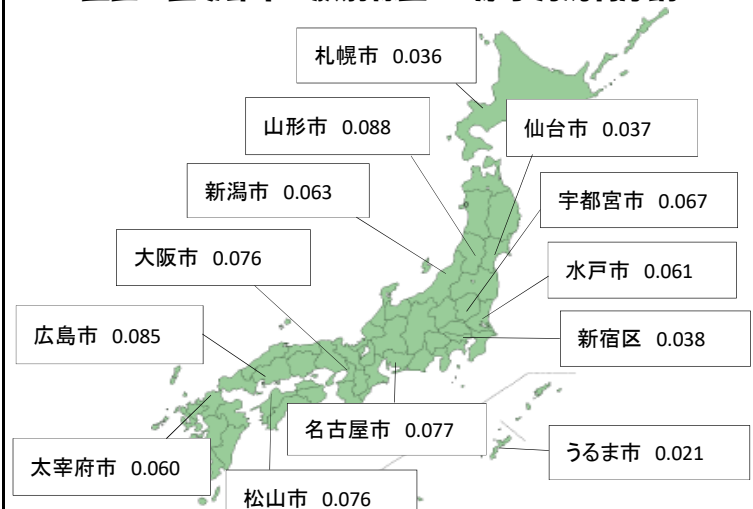 札幌市 0.036
山形市 0.088
仙台市 0.037
新潟市 0.063
宇都宮市 0.067
大阪市 0.076
水戸市 0.061
広島市 0.085
新宿区 0.038
名古屋市 0.077
うるま市 0.021
太宰府市 0.060
松山市 0.076